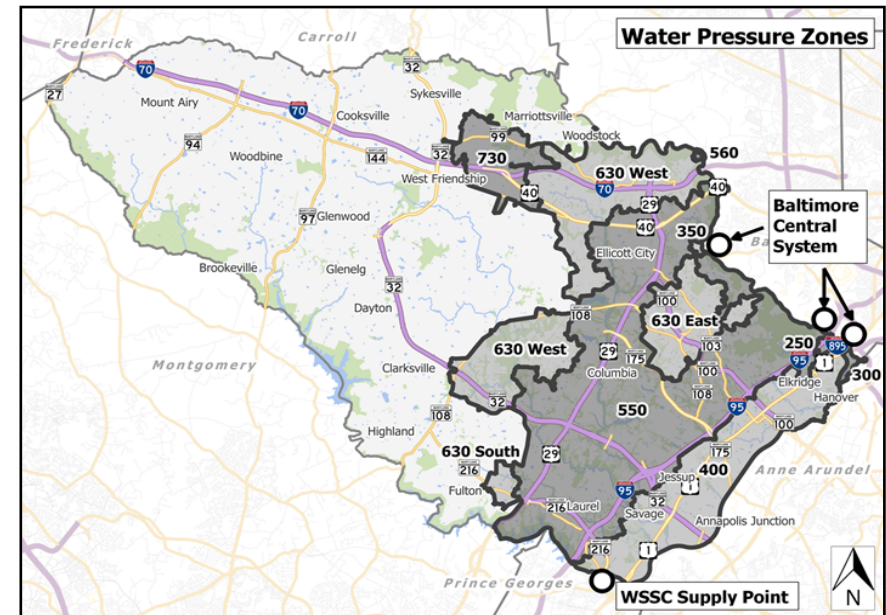 Water Pressure Zones
Frederick
Carroll
70
32
27
Mount Airy
Sykesville
70
Cooksville
Marriottsville
94
99
Woodstock
Woodbine
144
32
730
560
West Friendship
630 West
40
70
40
29
97
Glenwood
40
350
Baltimore
Central
System
Ellicott City
Brookeville
Glenelg
32
100
Dayton
108
630 East
630 West
29
175
103
250
895
95
1
Montgomery
Clarksville
Columbia
100
Elkridge
300
108
Hanover
32
550
95
108
100
Highland
630 South
29
175
216
Jessup
400
Anne Arundel
Fulton
95
1
32
216
Laurel
Savage
Annapolis Junction
216
1
Prince Georges
WSSC Supply Point
N